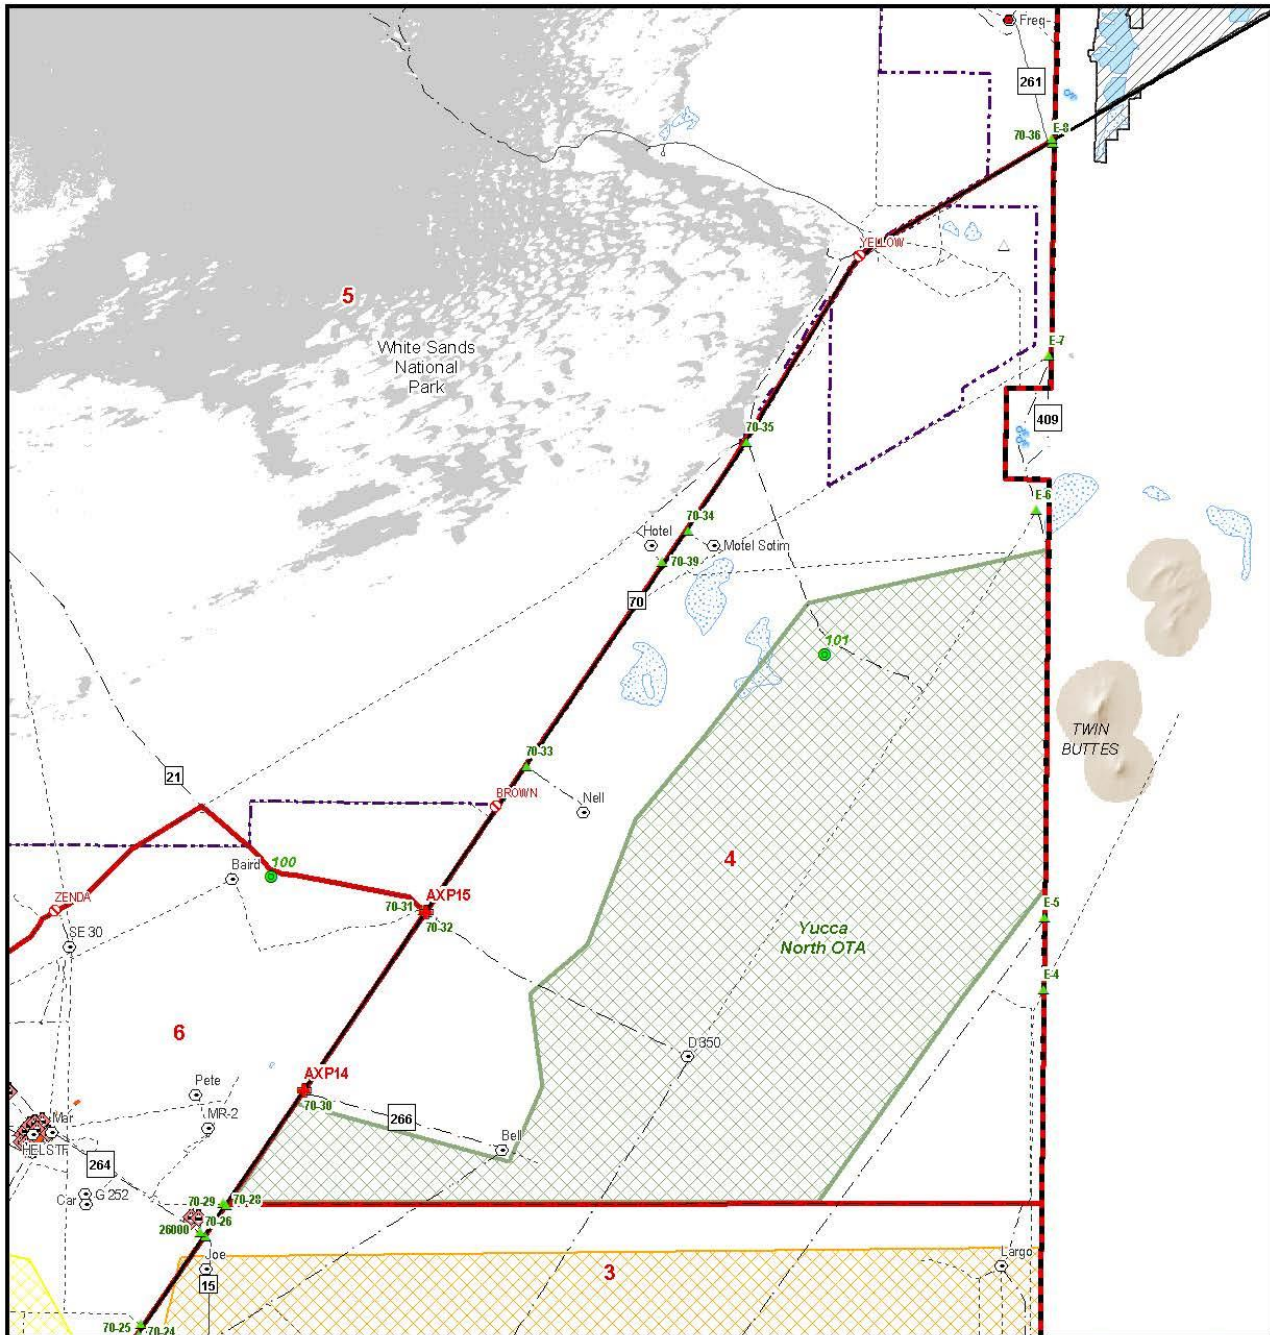 Freq
261
E-8
70-36
YELLOW
5
White Sands
National
Park
E-7
409
70-35
E-6
70-34
Hotel
Motel Sotim
70-39
70
101
70-33
TWIN
BUTTES
21
BROWN
Nell
4
Baird
100
AXP15
ZENDA
70-31
E-5
70-32
SE 30
Yucca
North OTA
E-4
6
D 350
AXP14
Pete
70-30
266
Mar
MR-2
HELSTF
Bell
264
Car
G 252
70-29
70-28
70-26
26000
Joe
Largo
3
15
70-25
70-24